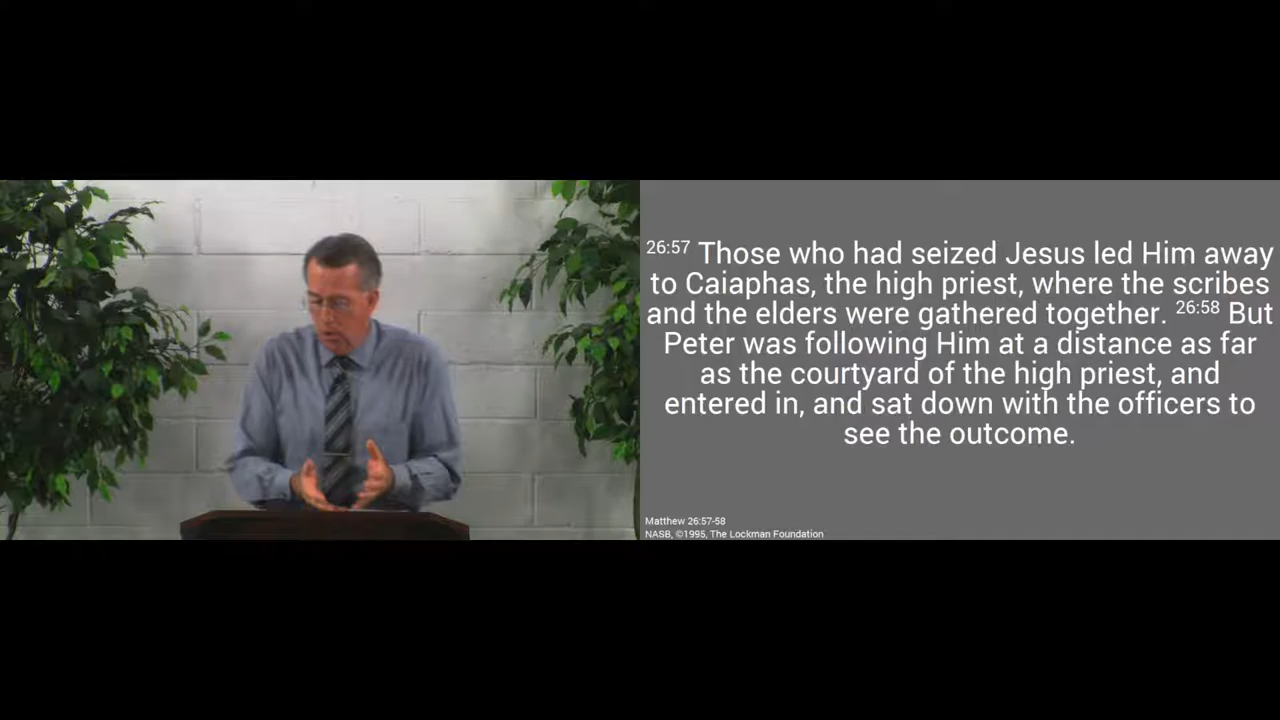 26:57 Those who had seized Jesus led Him away
to Caiaphas, the high priest, where the scribes
and the elders were gathered together. 26:58 But
Peter was following Him at a distance as far
as the courtyard of the high priest, and
entered in, and sat down with the officers to
see the outcome.
Matthew 26:57-58
NASB, ©1995, The Lockman Foundation